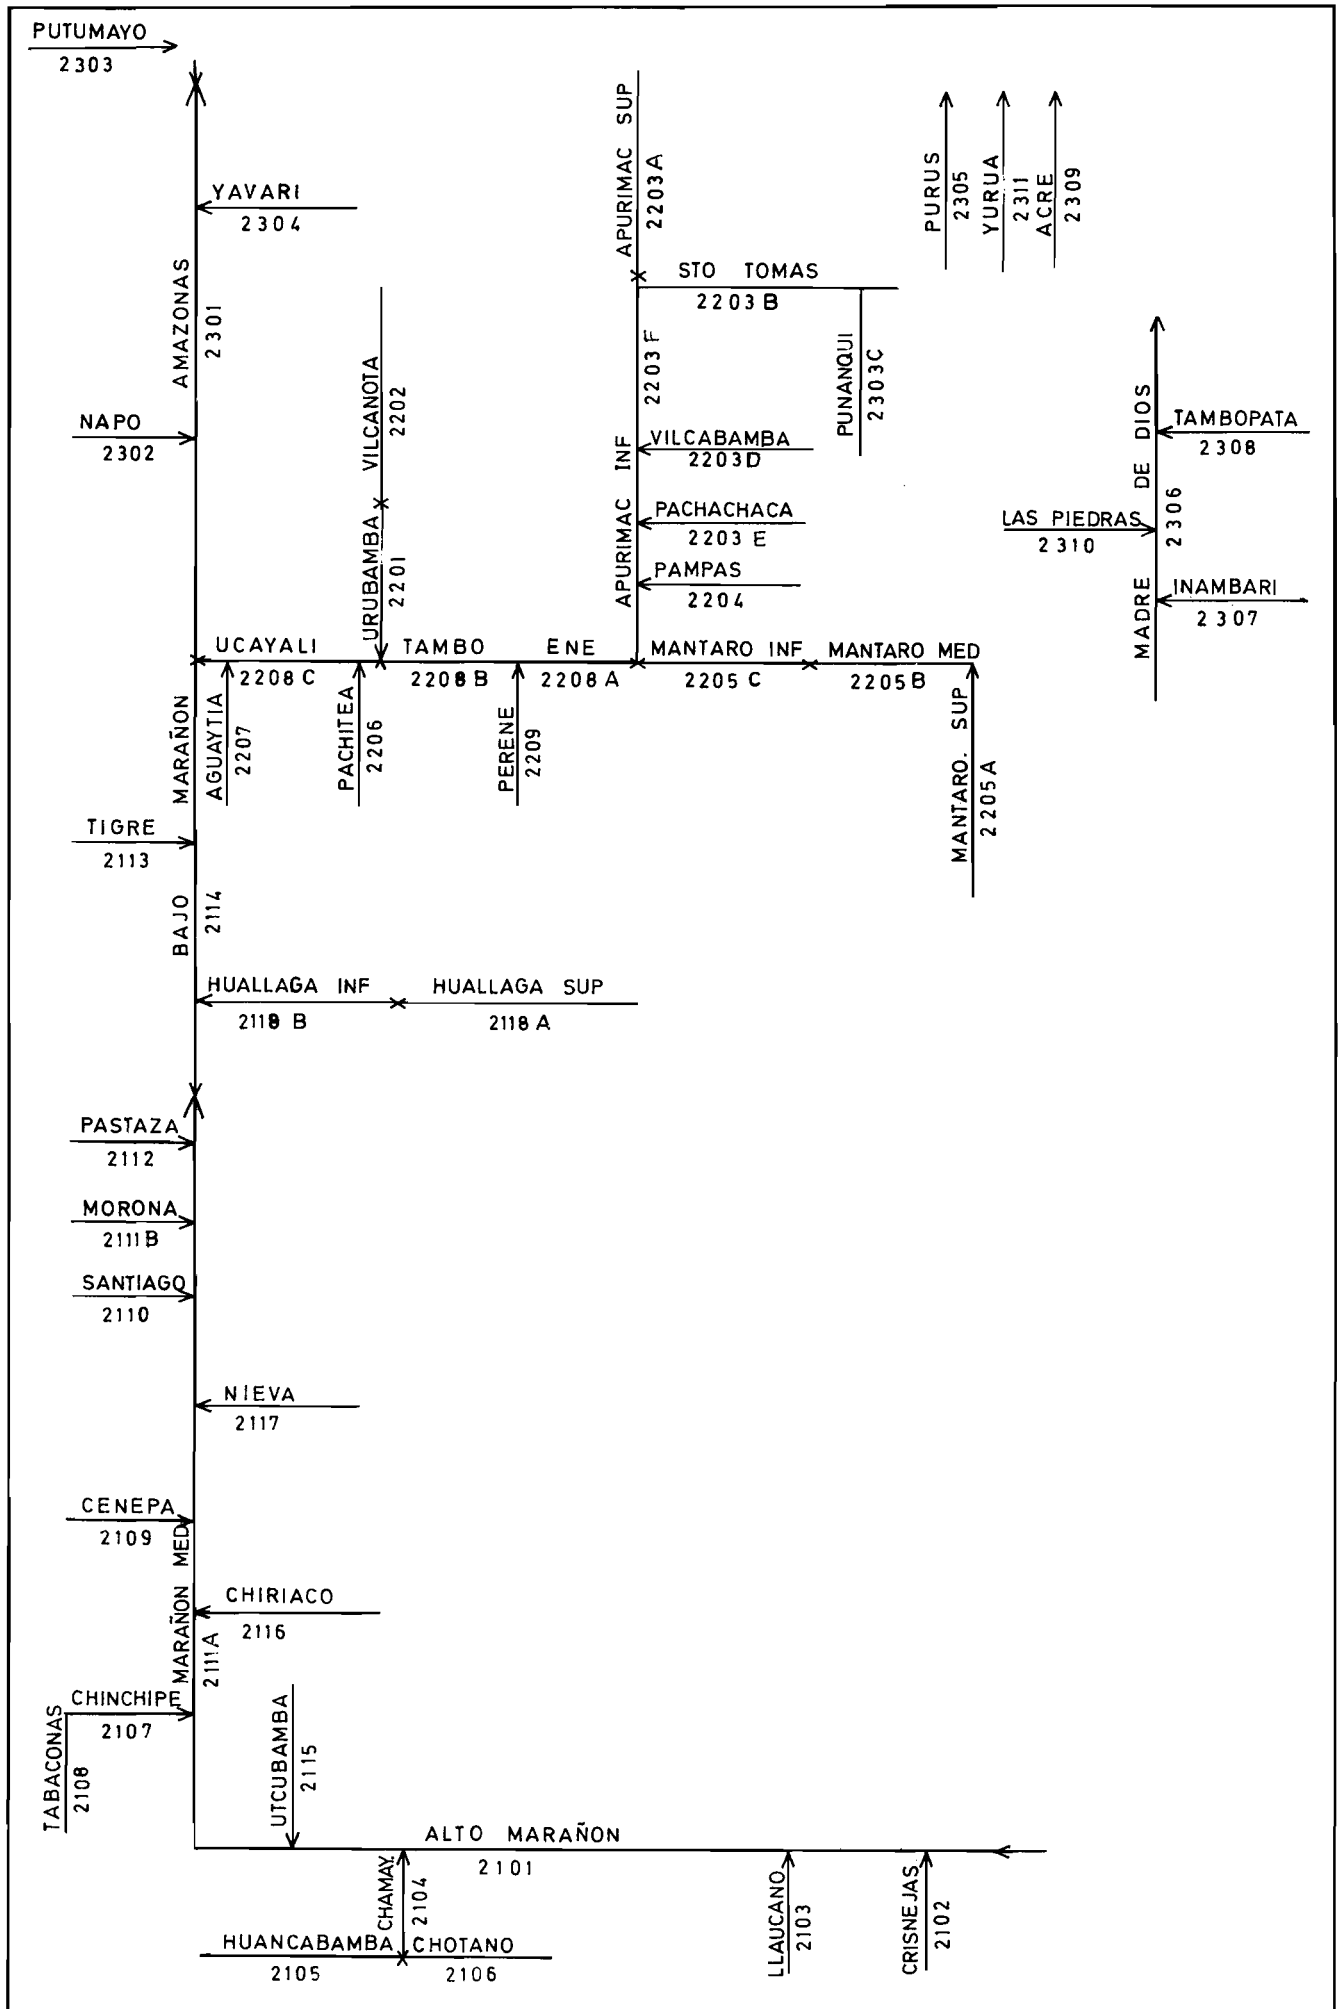 PUTUMAYO
2303
YAVARI
2304
AMAZONAS
2301
NAPO
2302
VILCANOTA
2202
URUBAMBA
2201
APURIMAC SUP
2203A
STO TOMAS
2203B
2203F
PUNANQUI
2303C
VILCABAMBA
2203D
APURIMAC INF
PACHACHACA
2203 E
PAMPAS
2204
PURUS
2305
YURUA
2311
ACRE
2309
MADRE DE DIOS
2306
TAMBOPATA
2308
LAS PIEDRAS
2310
INAMBARI
2307
UCAYALI
2208 C
TAMBO
2208 B
ENE
2208 A
MANTARO INF
2205 C
MANTARO MED
2205 B
AGUAYTIA
2207
PACHITEA
2206
PERENE
2209
MANTARO. SUP
2205 A
BAJO MARAÑON
2114
TIGRE
2113
HUALLAGA INF
2118 B
HUALLAGA SUP
2118 A
PASTAZA
2112
MORONA
2111 B
SANTIAGO
2110
NIEVA
2117
CENEPA
2109
MARAÑON MED
2111A
CHIRIACO
2116
CHINCHIPE
2107
TABACONAS
2108
UTCUBAMBA
2115
ALTO MARAÑON
2101
CHAMAY.
2104
LLAUCANO
2103
CRISNEJAS
2102
HUANCABAMBA
2105
CHOTANO
2106